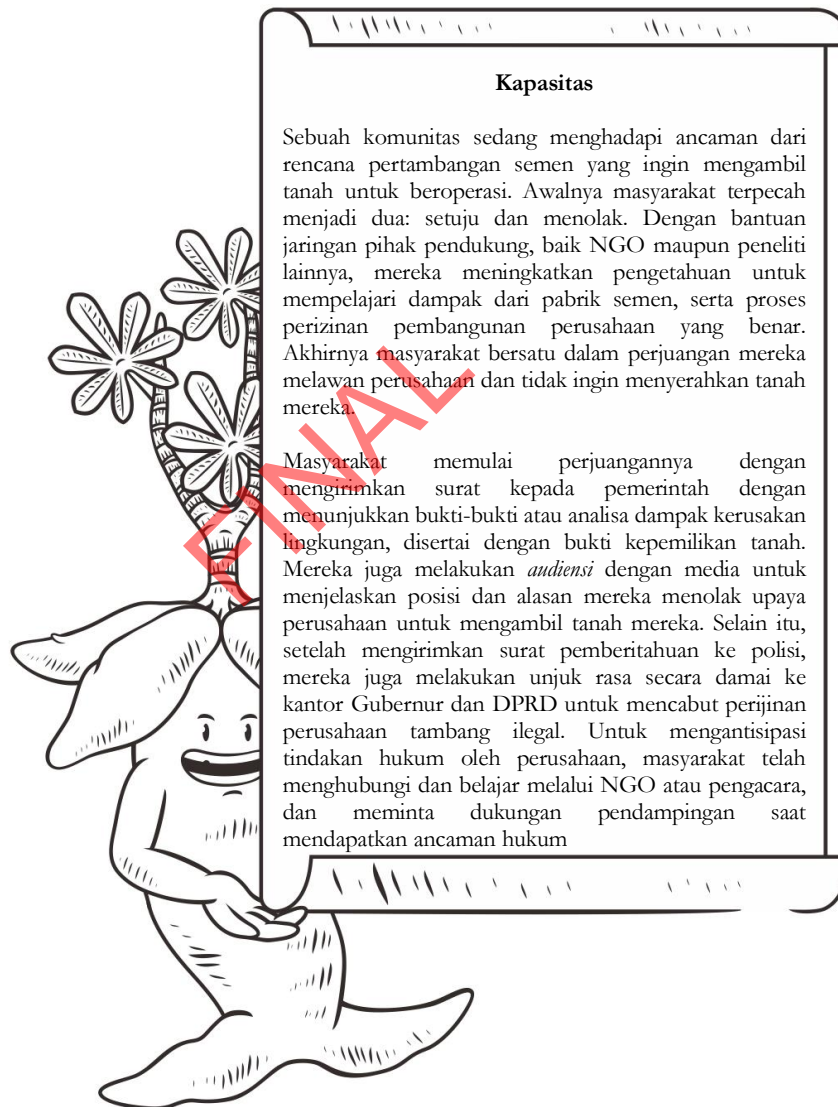 Kapasitas
Sebuah komunitas sedang menghadapi ancaman dari
rencana pertambangan semen yang ingin mengambil
tanah untuk beroperasi. Awalnya masyarakat terpecah
menjadi dua: setuju dan menolak. Dengan bantuan
jaringan pihak pendukung, baik NGO maupun peneliti
lainnya, mereka meningkatkan pengetahuan untuk
mempelajari dampak dari pabrik semen, serta proses
perizinan pembangunan perusahaan yang benar.
Akhirnya masyarakat bersatu dalam perjuangan mereka
melawan perusahaan dan tidak ingin menyerahkan tanah
mereka.
Masyarakat memulai perjuangannya dengan
mengirimkan surat kepada pemerintah dengan
menunjukkan bukti-bukti atau analisa dampak kerusakan
lingkungan, disertai dengan bukti kepemilikan tanah.
Mereka juga melakukan audiensi dengan media untuk
menjelaskan posisi dan alasan mereka menolak upaya
perusahaan untuk mengambil tanah mereka. Selain itu,
setelah mengirimkan surat pemberitahuan ke polisi,
mereka juga melakukan unjuk rasa secara damai ke
kantor Gubernur dan DPRD untuk mencabut perijinan
perusahaan tambang ilegal. Untuk mengantisipasi
tindakan hukum oleh perusahaan, masyarakat telah
menghubungi dan belajar melalui NGO atau pengacara,
dan meminta dukungan pendampingan saat
mendapatkan ancaman hukum
FINAL